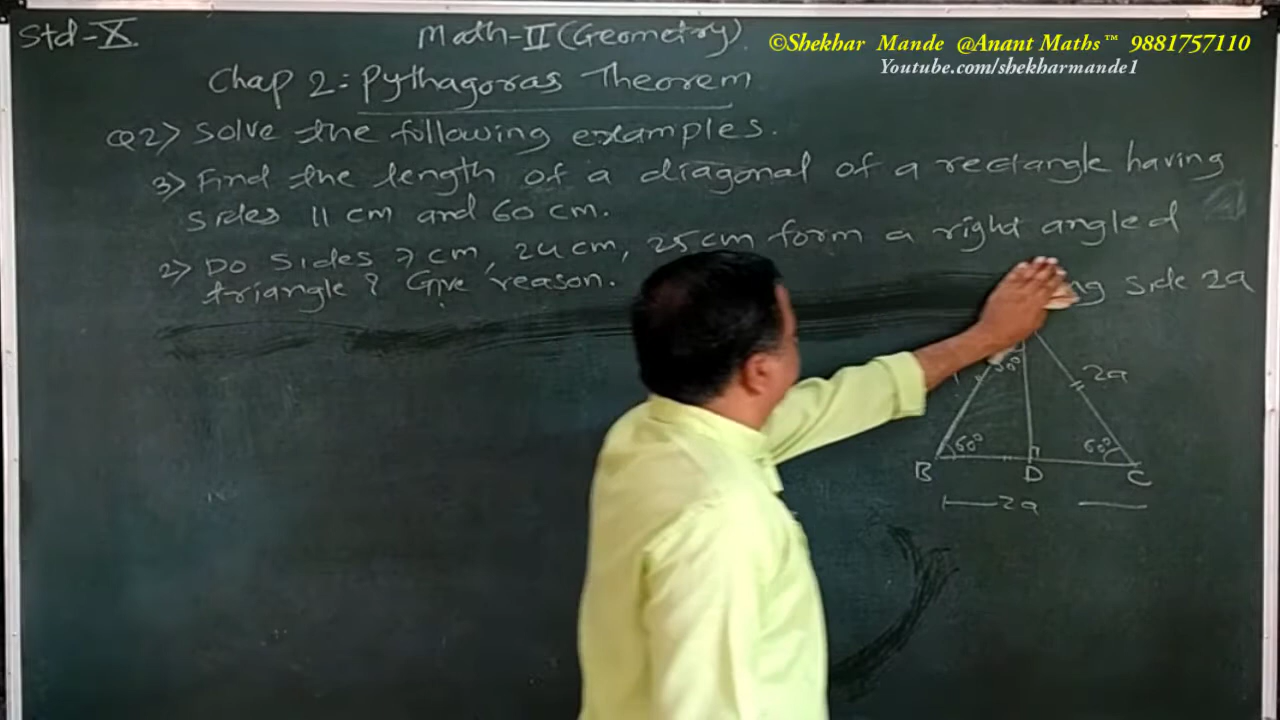 Std-X
Math-II (Geometry)
©Shekhar Mande @Anant Maths™ 9881757110
Youtube.com/shekharmande1
Chap 2: Pythagoras Theorem
Q2> Solve the following examples.
3> Find the length of a diagonal of a rectangle having
sides 11 cm and 60 cm.
2> Do sides 7 cm, 24 cm, 25 cm form a right angled
triangle? Give reason.
side 2a
30°
2a
60°
60°
B
D
C
2a